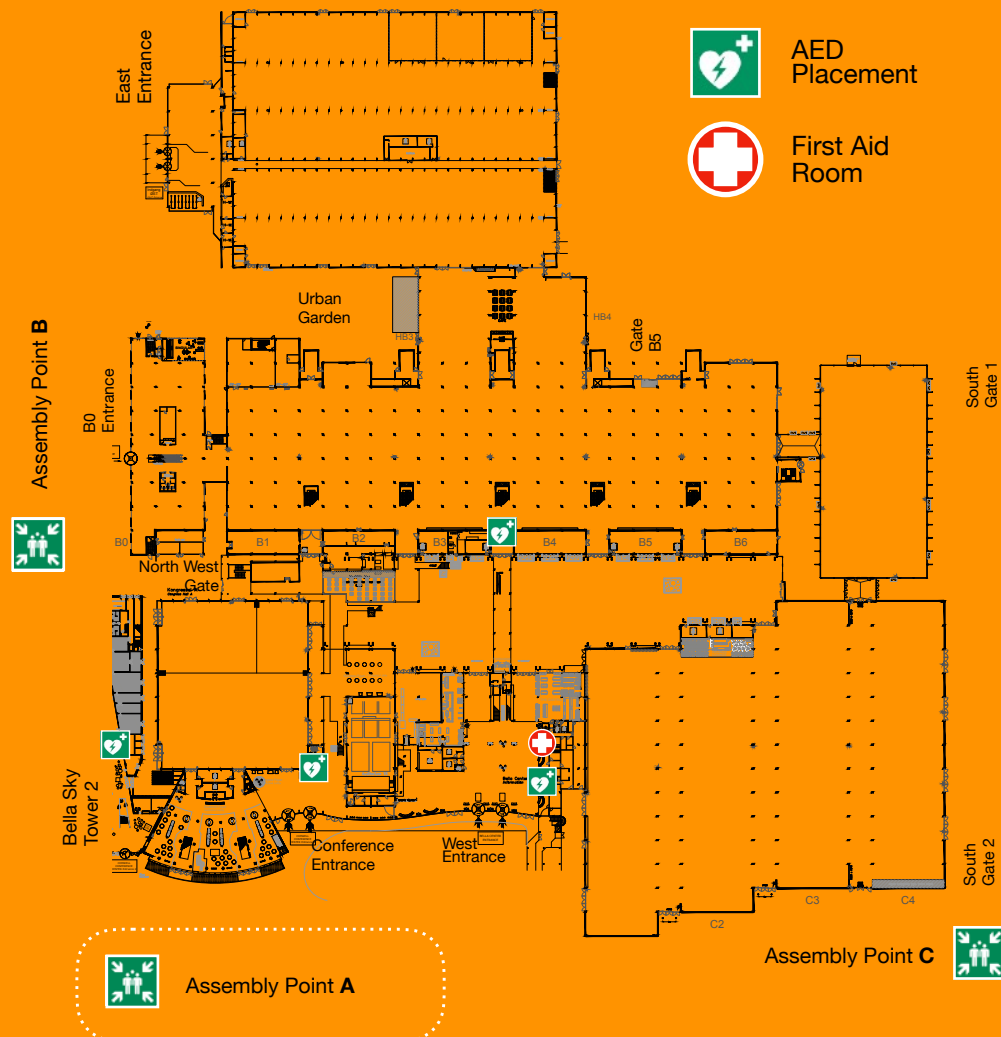 AED
Placement
First Aid
Room
East
Entrance
Urban
Garden
HB3
HB4
Gate
B5
Assembly Point B
B0
Entrance
South
Gate 1
B0
B1
B2
B3
B4
B5
B6
North West
Gate
Bella Sky
Tower 2
Conference
Entrance
West
Entrance
Bella Center
C2
C3
C4
South
Gate 2
Assembly Point C
Assembly Point A